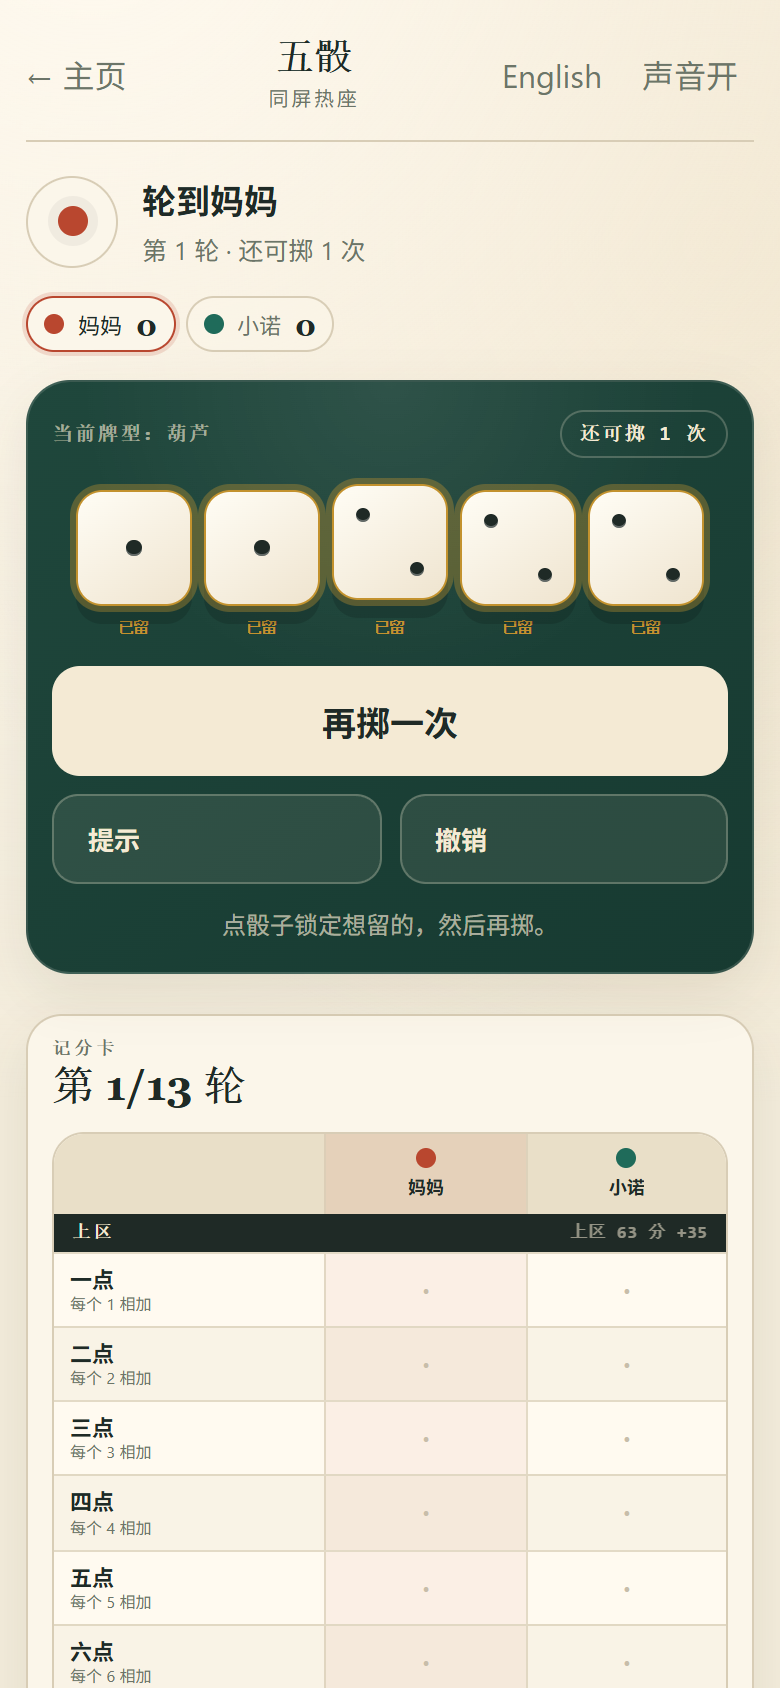 ← 主页
五骰
同屏热座
English
声音开
轮到妈妈
第 1 轮 · 还可掷 1 次
妈妈 0
小诺 0
当前牌型：葫芦
还可掷 1 次
已留 已留 已留 已留 已留
再掷一次
提示
撤销
点骰子锁定想留的，然后再掷。
记分卡
第 1/13 轮
妈妈 小诺
上区 上区 63 分 +35
一点
每个 1 相加
二点
每个 2 相加
三点
每个 3 相加
四点
每个 4 相加
五点
每个 5 相加
六点
每个 6 相加